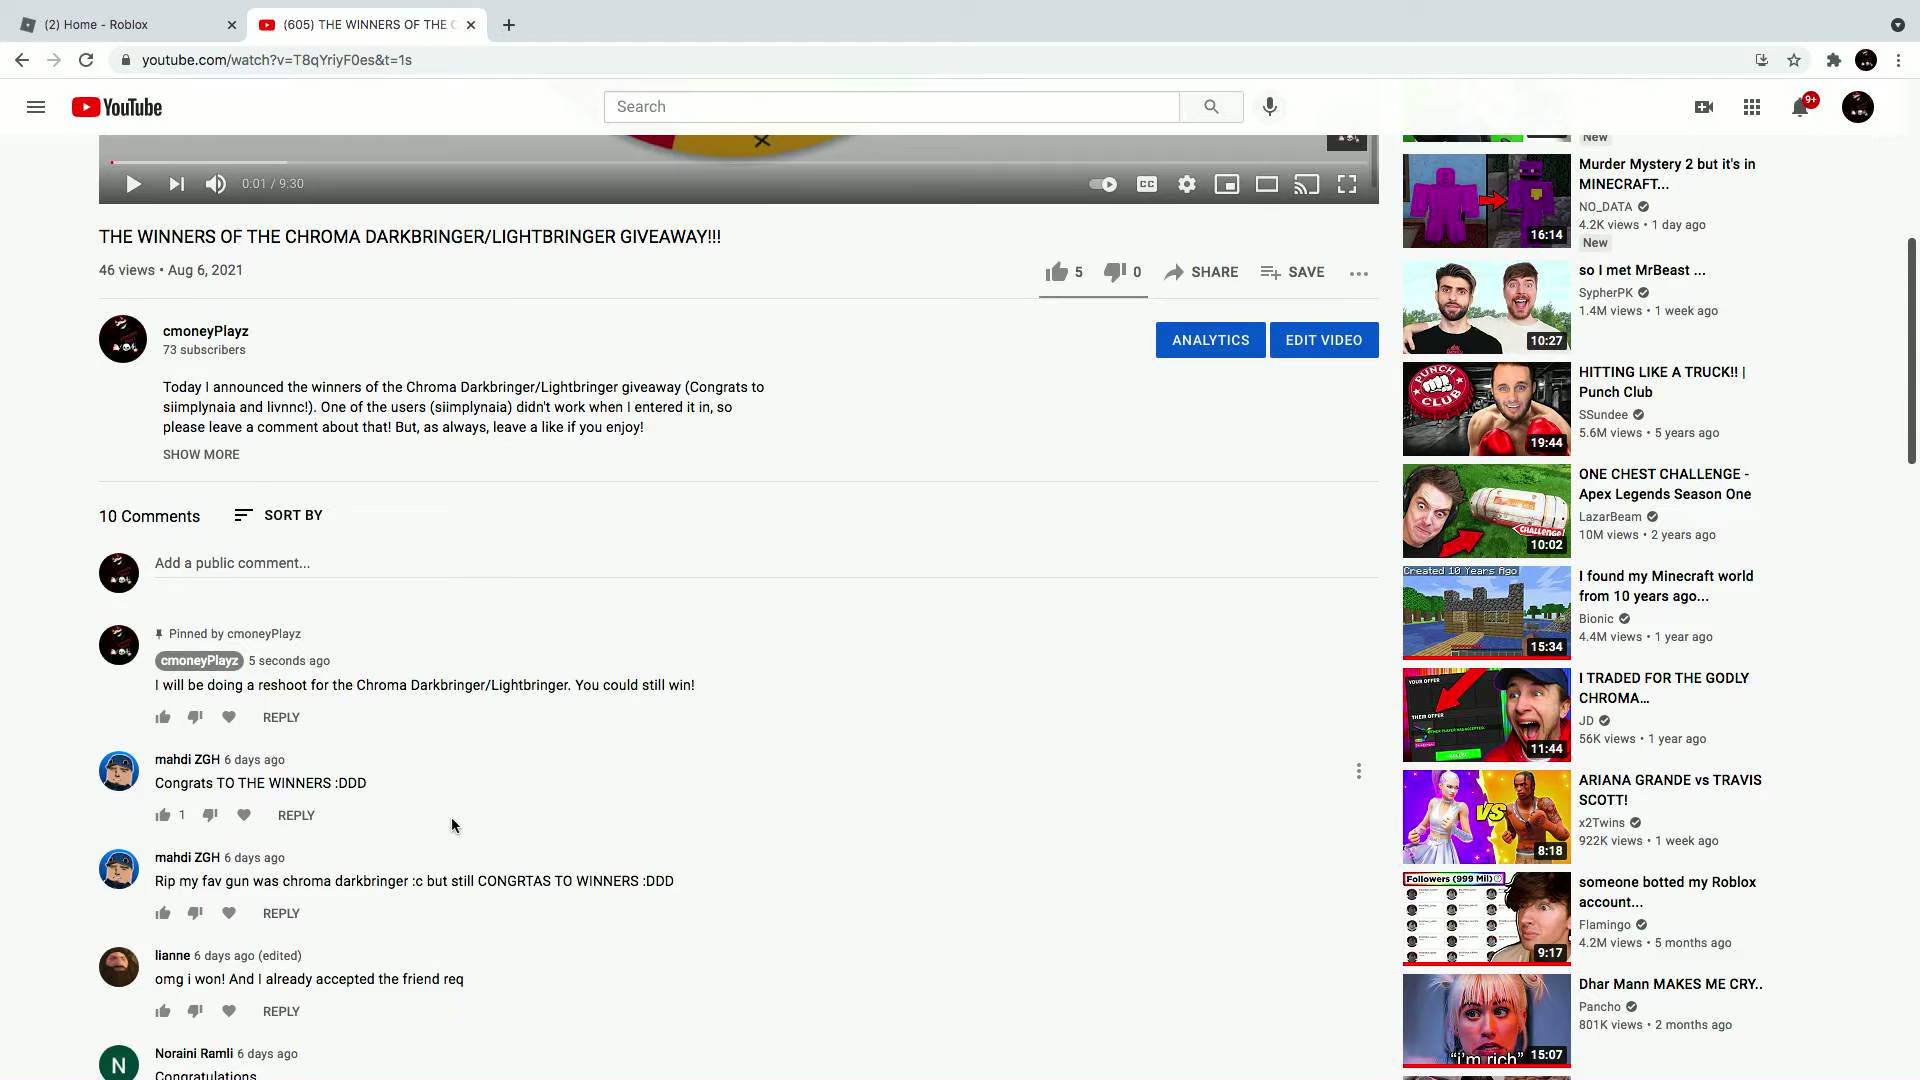 (2) Home - Roblox
(605) THE WINNERS OF THE C
youtube.com/watch?v=T8qYriyF0es&t=1s
YouTube
Search
9+
0:01 / 9:30
CC
THE WINNERS OF THE CHROMA DARKBRINGER/LIGHTBRINGER GIVEAWAY!!!
46 views • Aug 6, 2021
5
0
SHARE
SAVE
cmoneyPlayz
73 subscribers
ANALYTICS
EDIT VIDEO
Today I announced the winners of the Chroma Darkbringer/Lightbringer giveaway (Congrats to
siimplynaia and livnnc!). One of the users (siimplynaia) didn't work when I entered it in, so
please leave a comment about that! But, as always, leave a like if you enjoy!
SHOW MORE
10 Comments
SORT BY
Add a public comment...
Pinned by cmoneyPlayz
cmoneyPlayz 5 seconds ago
I will be doing a reshoot for the Chroma Darkbringer/Lightbringer. You could still win!
REPLY
mahdi ZGH 6 days ago
Congrats TO THE WINNERS :DDD
1
REPLY
mahdi ZGH 6 days ago
Rip my fav gun was chroma darkbringer :c but still CONGRTAS TO WINNERS :DDD
REPLY
lianne 6 days ago (edited)
omg i won! And I already accepted the friend req
REPLY
N
Noraini Ramli 6 days ago
Congratulations
New
16:14
Murder Mystery 2 but it's in
MINECRAFT...
NO_DATA
4.2K views • 1 day ago
New
10:27
so I met MrBeast ...
SypherPK
1.4M views • 1 week ago
PUNCH
CLUB
19:44
HITTING LIKE A TRUCK!! |
Punch Club
SSundee
5.6M views • 5 years ago
CHALLENGE
10:02
ONE CHEST CHALLENGE -
Apex Legends Season One
LazarBeam
10M views • 2 years ago
Created 10 Years Ago
15:34
I found my Minecraft world
from 10 years ago...
Bionic
4.4M views • 1 year ago
YOUR OFFER
THEIR OFFER
11:44
I TRADED FOR THE GODLY
CHROMA...
JD
56K views • 1 year ago
VS
8:18
ARIANA GRANDE vs TRAVIS
SCOTT!
x2Twins
922K views • 1 week ago
Followers (999 Mil)
9:17
someone botted my Roblox
account...
Flamingo
4.2M views • 5 months ago
"i'm rich"
15:07
Dhar Mann MAKES ME CRY..
Pancho
801K views • 2 months ago